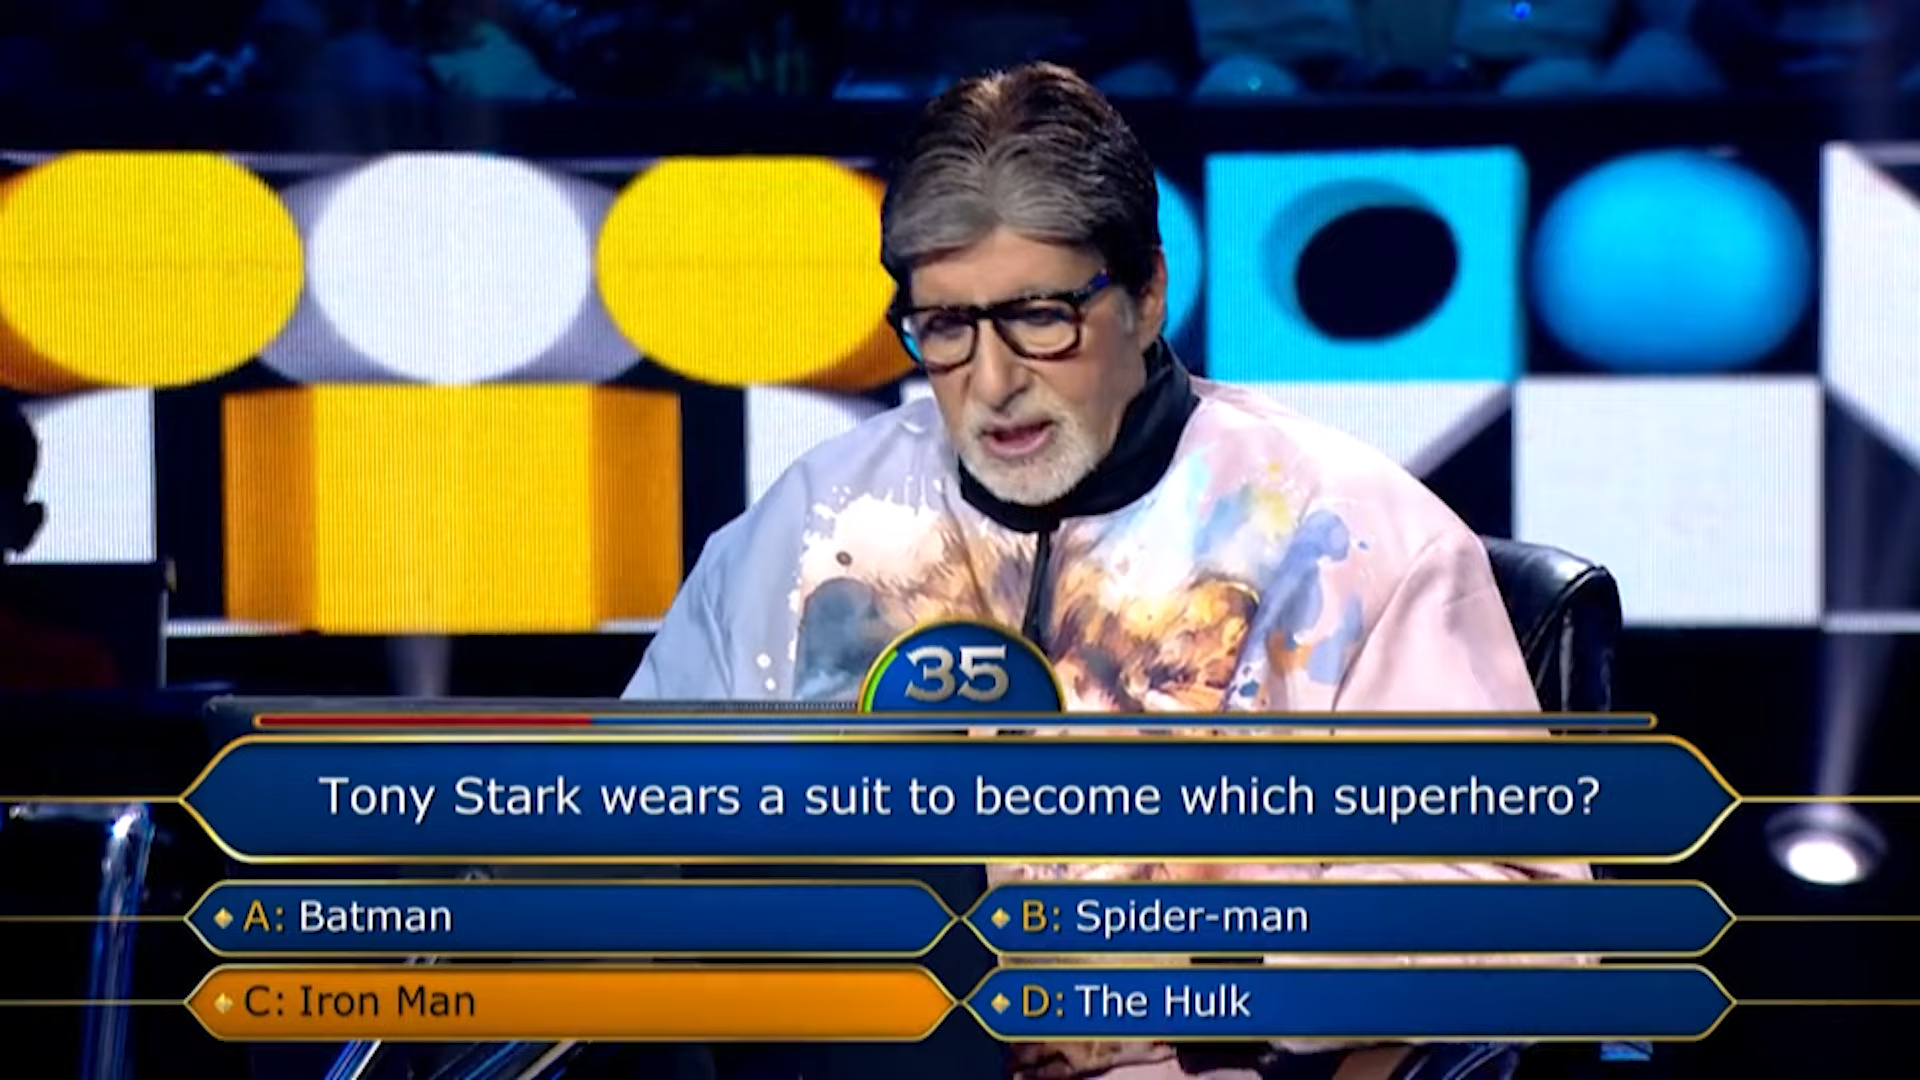 35
Tony Stark wears a suit to become which superhero?
A: Batman
B: Spider-man
C: Iron Man
D: The Hulk